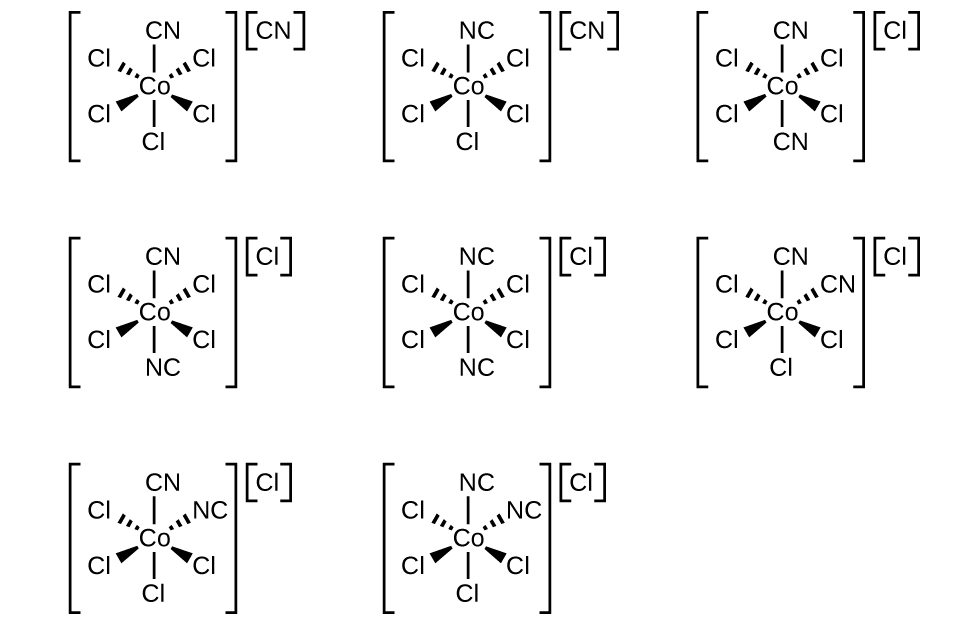 CN [CN] NC [CN] CN [Cl]
Cl Cl Cl Cl Cl Cl
Co Co Co
Cl Cl Cl Cl Cl Cl
Cl Cl CN
CN [Cl] NC [Cl] CN [Cl]
Cl Cl Cl Cl Cl CN
Co Co Co
Cl Cl Cl Cl Cl Cl
NC NC Cl
CN [Cl] NC [Cl]
Cl NC Cl NC
Co Co
Cl Cl Cl Cl
Cl Cl